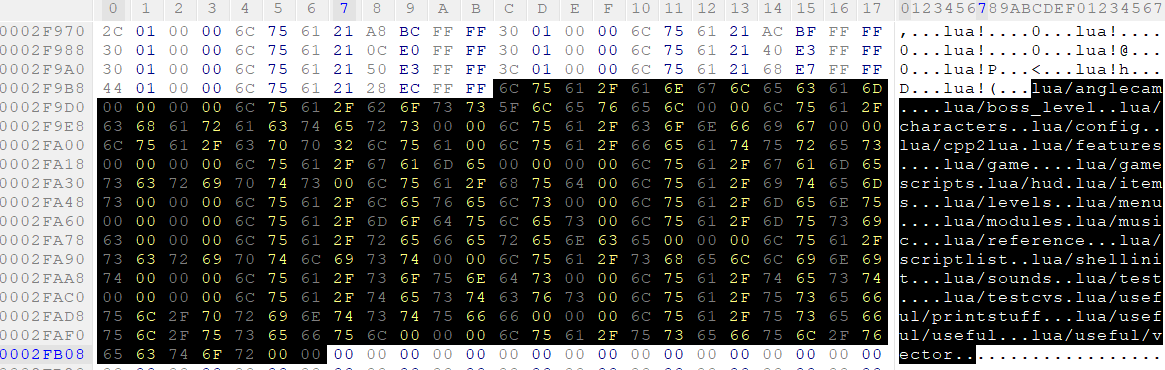 0 1 2 3 4 5 6 7 8 9 A B C D E F 10 11 12 13 14 15 16 17 0123456789ABCDEF01234567
0002F970 2C 01 00 00 6C 75 61 21 A8 BC FF FF 30 01 00 00 6C 75 61 21 AC BF FF FF ,...lua!....0...lua!....
0002F988 30 01 00 00 6C 75 61 21 0C E0 FF FF 30 01 00 00 6C 75 61 21 40 E3 FF FF 0...lua!....0...lua!@...
0002F9A0 30 01 00 00 6C 75 61 21 50 E3 FF FF 3C 01 00 00 6C 75 61 21 68 E7 FF FF 0...lua!P...<...lua!h...
0002F9B8 44 01 00 00 6C 75 61 21 28 EC FF FF 6C 75 61 2F 61 6E 67 6C 65 63 61 6D D...lua!(...lua/anglecam
0002F9D0 00 00 00 00 6C 75 61 2F 62 6F 73 73 5F 6C 65 76 65 6C 00 00 6C 75 61 2F ....lua/boss_level..lua/
0002F9E8 63 68 61 72 61 63 74 65 72 73 00 00 6C 75 61 2F 63 6F 6E 66 69 67 00 00 characters..lua/config..
0002FA00 6C 75 61 2F 63 70 70 32 6C 75 61 00 6C 75 61 2F 66 65 61 74 75 72 65 73 lua/cpp2lua.lua/features
0002FA18 00 00 00 00 6C 75 61 2F 67 61 6D 65 00 00 00 00 6C 75 61 2F 67 61 6D 65 ....lua/game....lua/game
0002FA30 73 63 72 69 70 74 73 00 6C 75 61 2F 68 75 64 00 6C 75 61 2F 69 74 65 6D scripts.lua/hud.lua/item
0002FA48 73 00 00 00 6C 75 61 2F 6C 65 76 65 6C 73 00 00 6C 75 61 2F 6D 65 6E 75 s...lua/levels..lua/menu
0002FA60 00 00 00 00 6C 75 61 2F 6D 6F 64 75 6C 65 73 00 6C 75 61 2F 6D 75 73 69 ....lua/modules.lua/musi
0002FA78 63 00 00 00 6C 75 61 2F 72 65 66 65 72 65 6E 63 65 00 00 00 6C 75 61 2F c...lua/reference...lua/
0002FA90 73 63 72 69 70 74 6C 69 73 74 00 00 6C 75 61 2F 73 68 65 6C 6C 69 6E 69 scriptlist..lua/shellini
0002FAA8 74 00 00 00 6C 75 61 2F 73 6F 75 6E 64 73 00 00 6C 75 61 2F 74 65 73 74 t...lua/sounds..lua/test
0002FAC0 00 00 00 00 6C 75 61 2F 74 65 73 74 63 76 73 00 6C 75 61 2F 75 73 65 66 ....lua/testcvs.lua/usef
0002FAD8 75 6C 2F 70 72 69 6E 74 73 74 75 66 66 00 00 00 6C 75 61 2F 75 73 65 66 ul/printstuff...lua/usef
0002FAF0 75 6C 2F 75 73 65 66 75 6C 00 00 00 6C 75 61 2F 75 73 65 66 75 6C 2F 76 ul/useful...lua/useful/v
0002FB08 65 63 74 6F 72 00 00 00 00 00 00 00 00 00 00 00 00 00 00 00 00 00 00 00 ector...................